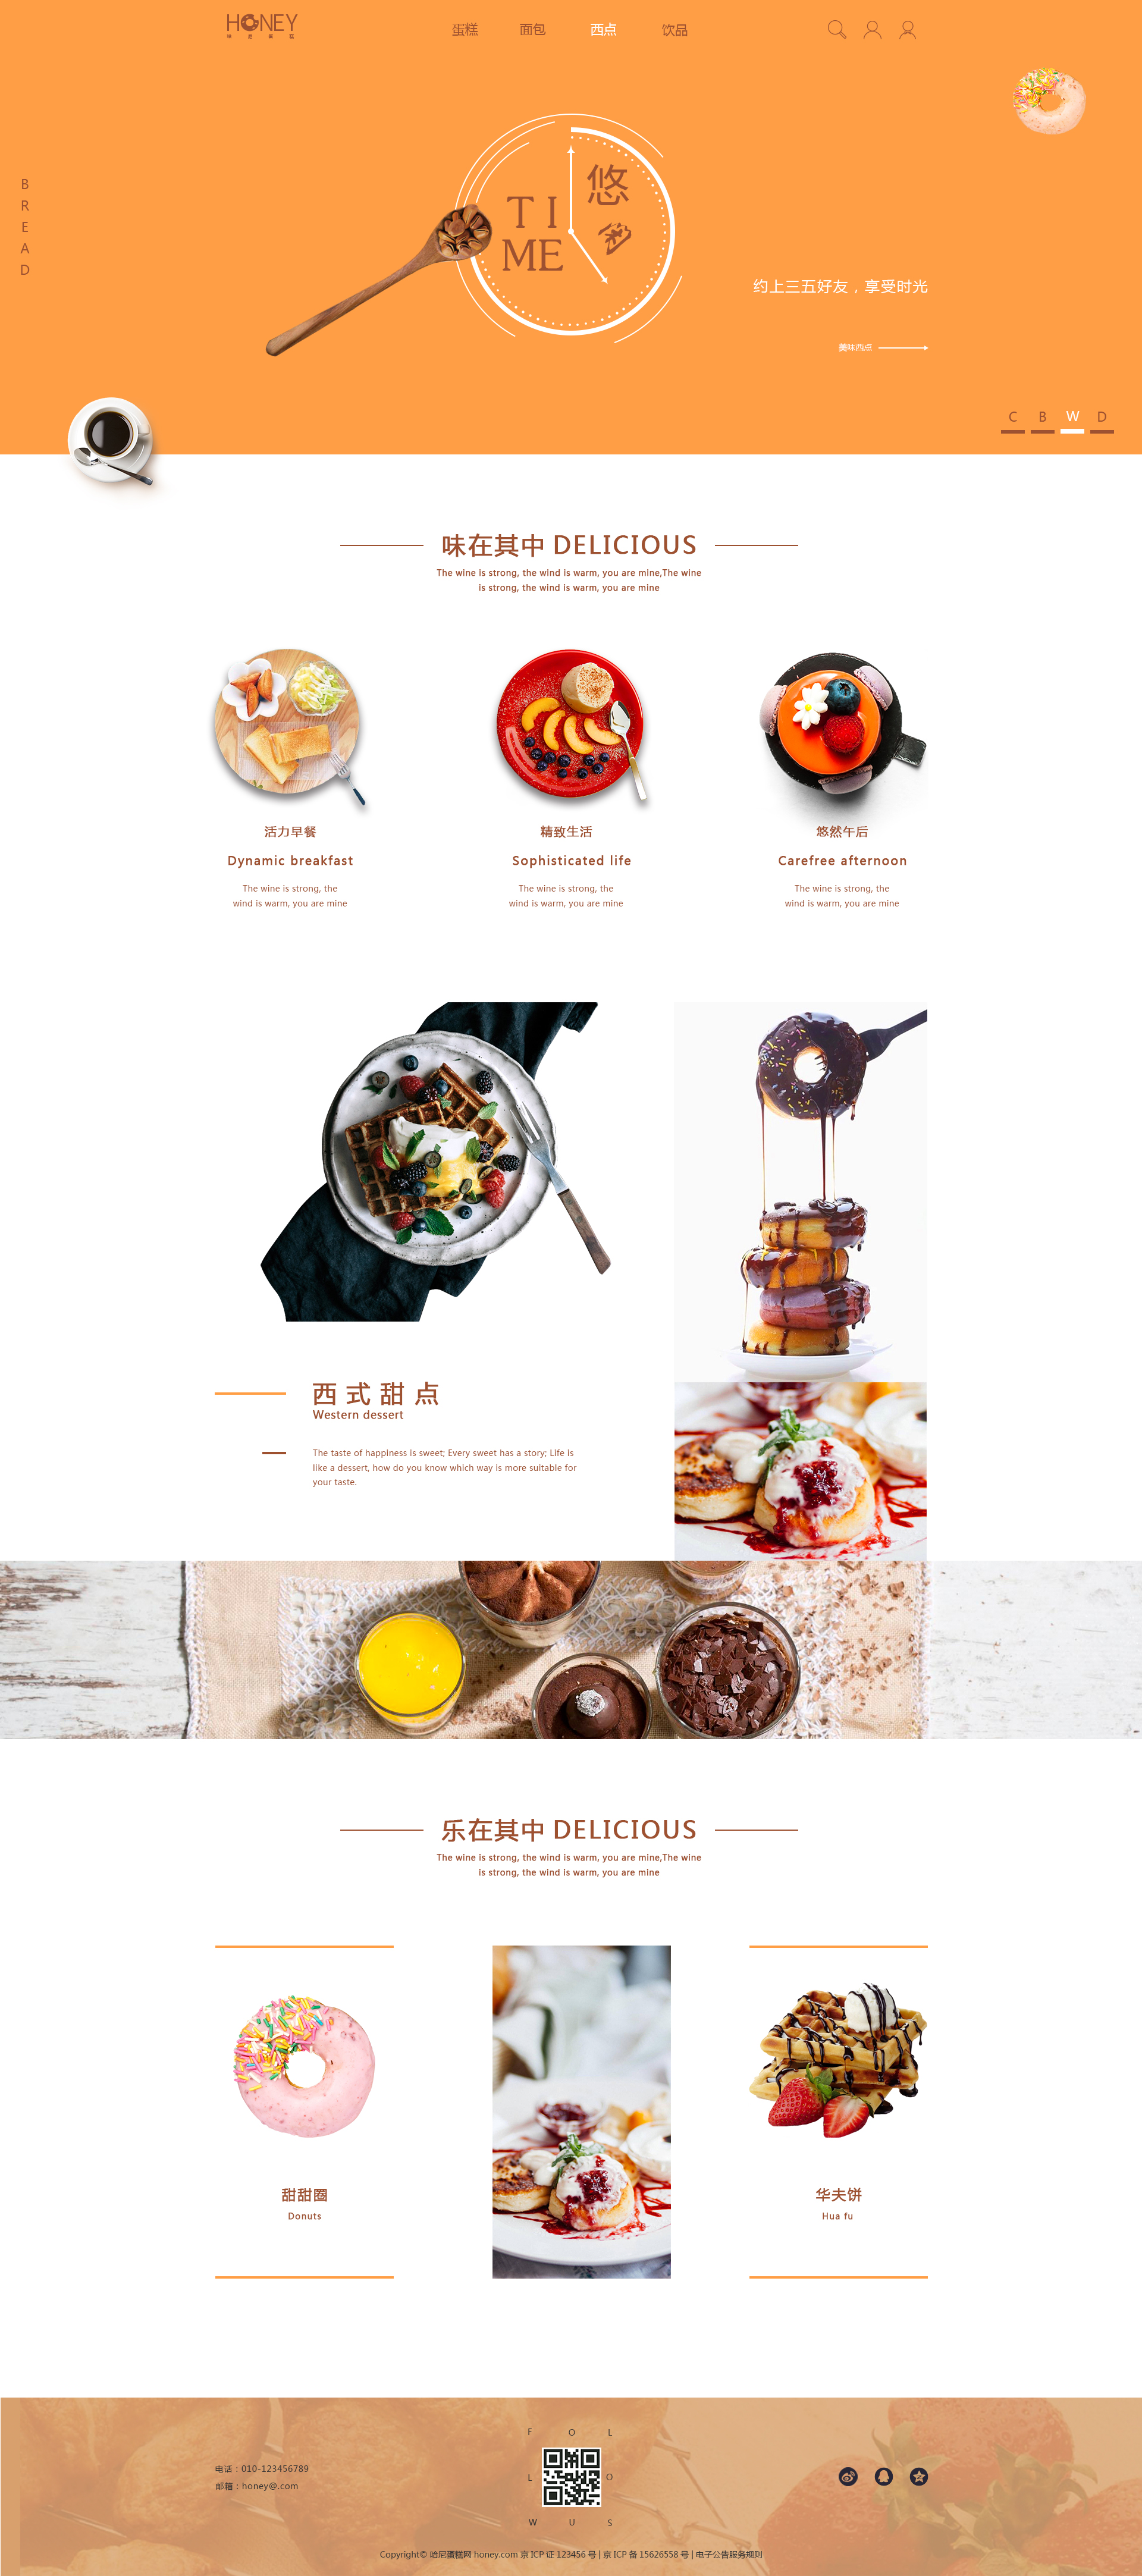 HONEY
蛋糕 面包 西点 饮品
BREAD
TI
ME
悠
约上三五好友，享受时光
美味西点
C B W D
味在其中 DELICIOUS
The wine is strong, the wind is warm, you are mine,The wine
is strong, the wind is warm, you are mine
活力早餐
Dynamic breakfast
The wine is strong, the
wind is warm, you are mine
精致生活
Sophisticated life
The wine is strong, the
wind is warm, you are mine
悠然午后
Carefree afternoon
The wine is strong, the
wind is warm, you are mine
西式甜点
Western dessert
The taste of happiness is sweet; Every sweet has a story; Life is
like a dessert, how do you know which way is more suitable for
your taste.
乐在其中 DELICIOUS
The wine is strong, the wind is warm, you are mine,The wine
is strong, the wind is warm, you are mine
甜甜圈
Donuts
华夫饼
Hua fu
F O L
L O
W U S
电话：010-123456789
邮箱：honey@.com
Copyright© 哈尼蛋糕网 honey.com 京 ICP 证 123456 号 | 京 ICP 备 15626558 号 | 电子公告服务规则